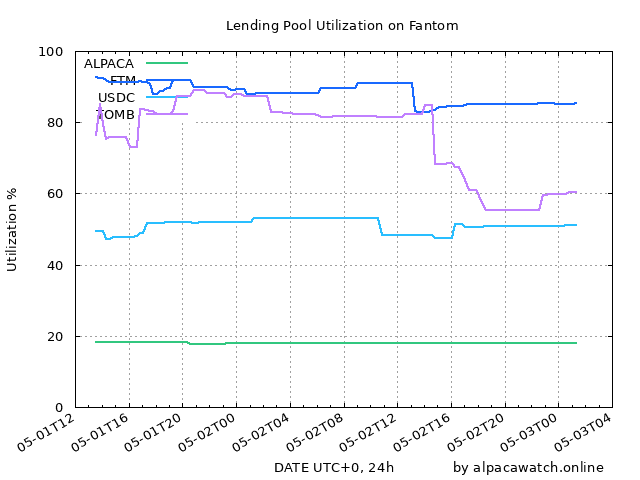 Lending Pool Utilization on Fantom
Utilization %
100
80
60
40
20
0
ALPACA
FTM
USDC
TOMB
05-01T12
05-01T16
05-01T20
05-02T00
05-02T04
05-02T08
05-02T12
05-02T16
05-02T20
05-03T00
05-03T04
DATE UTC+0, 24h
by alpacawatch.online